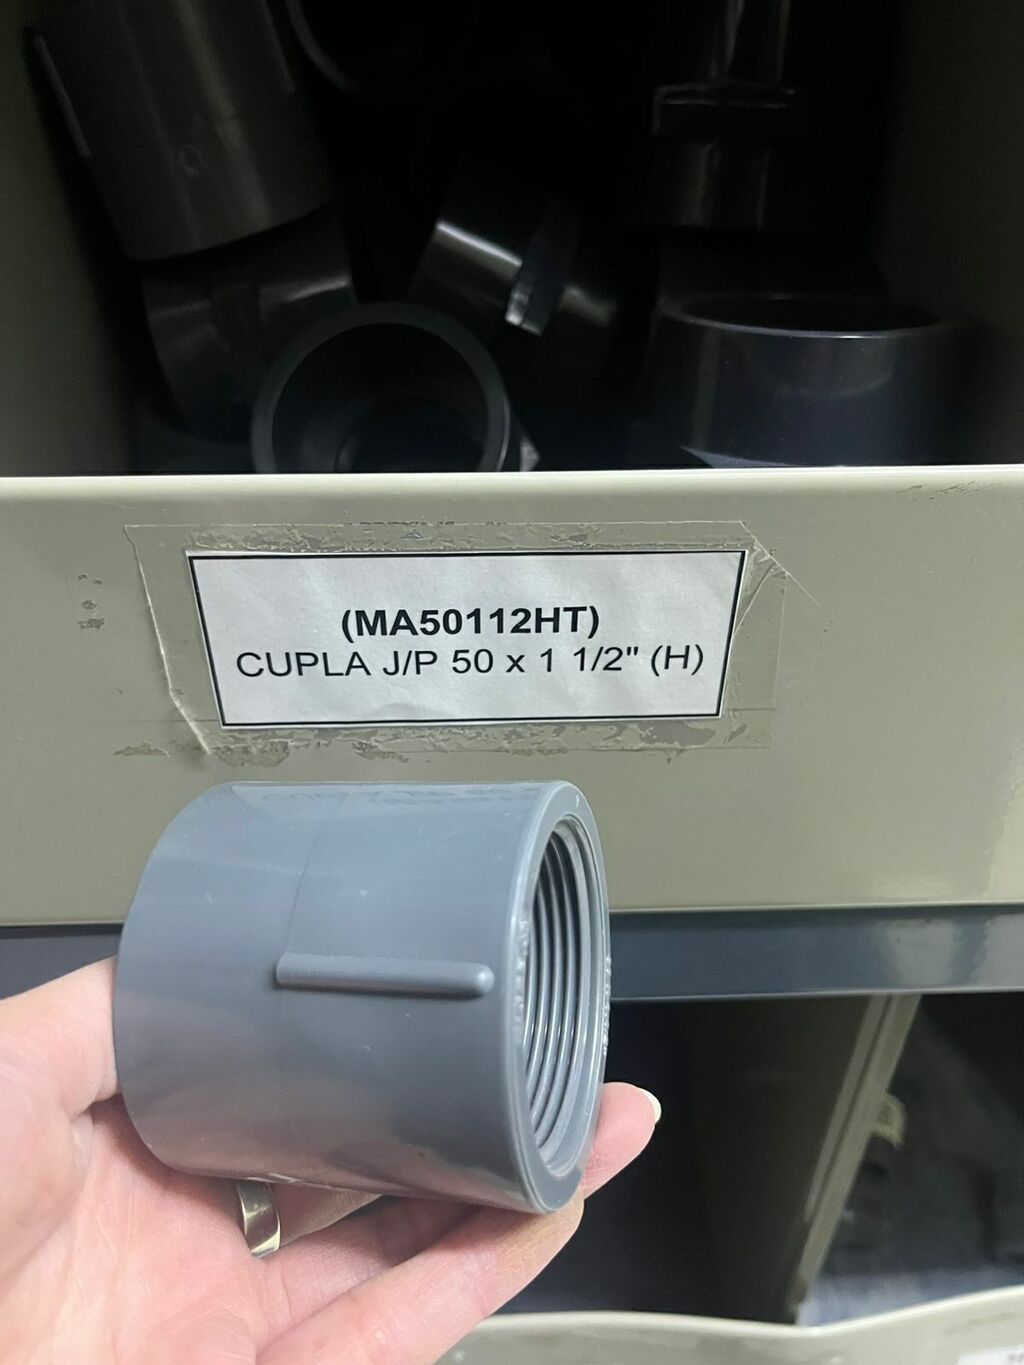 (MA50112HT)
CUPLA J/P 50 x 1 1/2" (H)